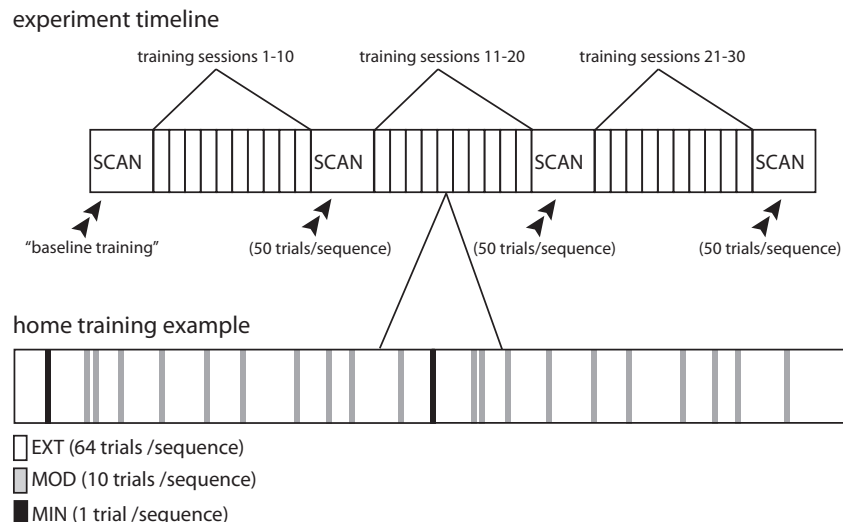 experiment timeline
training sessions 1-10
training sessions 11-20
training sessions 21-30
SCAN
SCAN
SCAN
SCAN
"baseline training"
(50 trials/sequence)
(50 trials/sequence)
(50 trials/sequence)
home training example
EXT (64 trials /sequence)
MOD (10 trials /sequence)
MIN (1 trial /sequence)